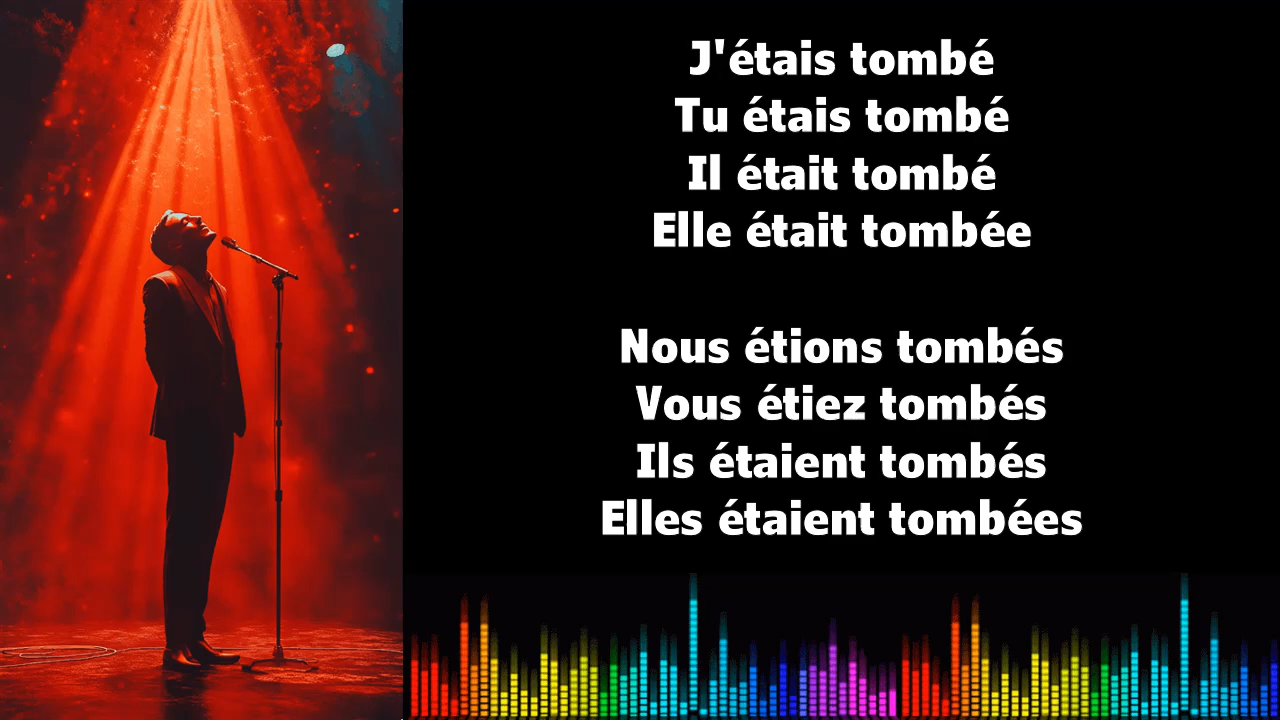 J'étais tombé
Tu étais tombé
Il était tombé
Elle était tombée
Nous étions tombés
Vous étiez tombés
Ils étaient tombés
Elles étaient tombées